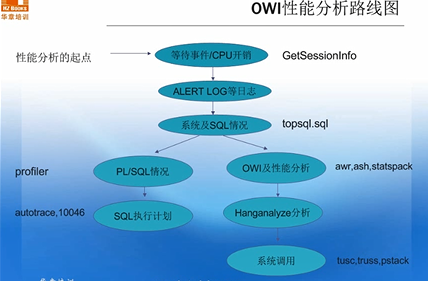 HZ BOOKS
华章培训
OWI性能分析路线图
性能分析的起点
等待事件/CPU开销
GetSessionInfo
ALERT LOG等日志
系统及SQL情况
topsql.sql
profiler
PL/SQL情况
OWI及性能分析
awr,ash,statspack
autotrace,10046
SQL执行计划
Hanganalyze分析
系统调用
tusc,truss,pstack